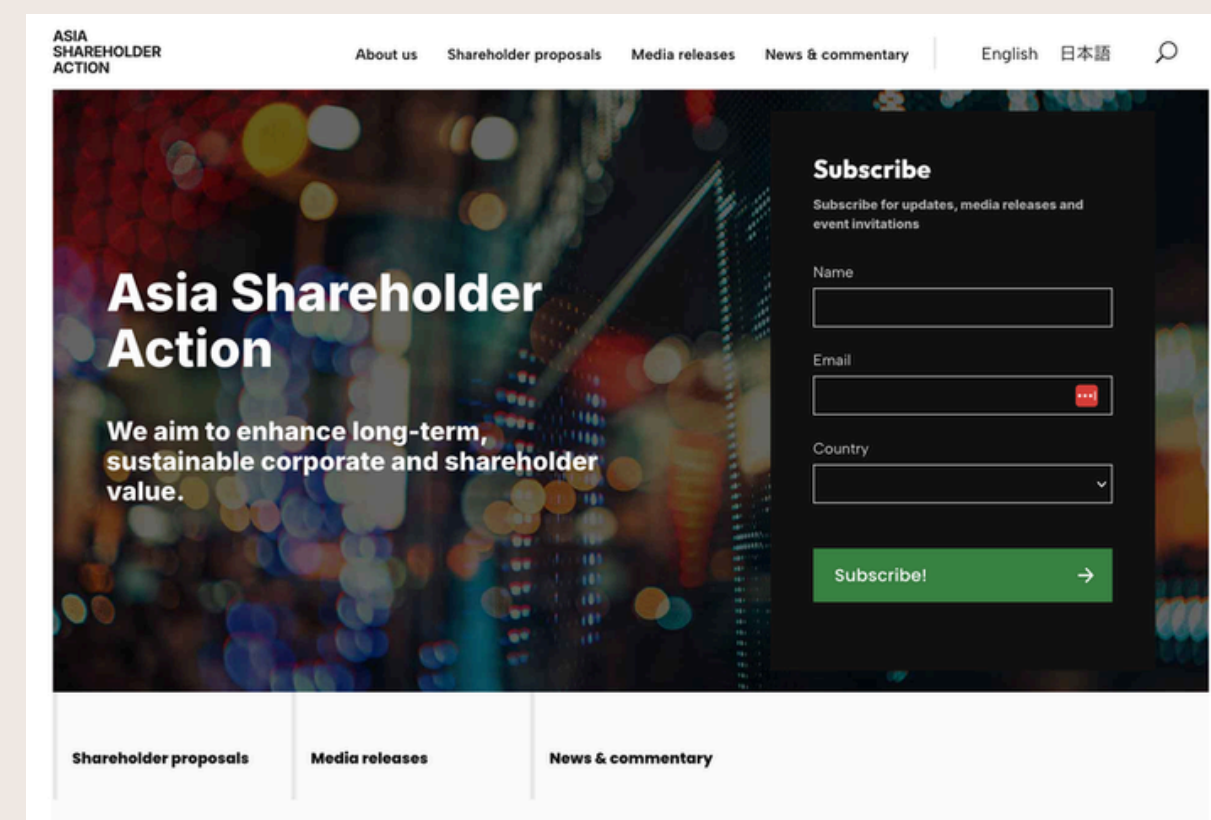 ASIA
SHAREHOLDER
ACTION
About us Shareholder proposals Media releases News & commentary English 日本語
Asia Shareholder
Action
We aim to enhance long-term,
sustainable corporate and shareholder
value.
Subscribe
Subscribe for updates, media releases and
event invitations
Name
Email
Country
Subscribe!
Shareholder proposals Media releases News & commentary